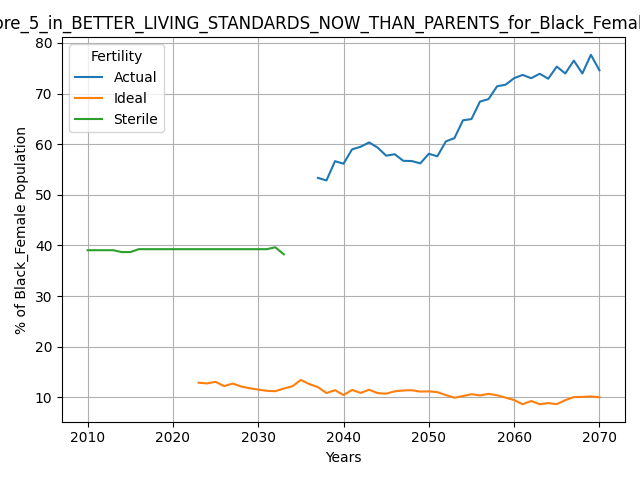 ore_5_in_BETTER_LIVING_STANDARDS_NOW_THAN_PARENTS_for_Black_Femal
Fertility
Actual
Ideal
Sterile
80
70
60
50
40
30
20
10
% of Black_Female Population
2010 2020 2030 2040 2050 2060 2070
Years